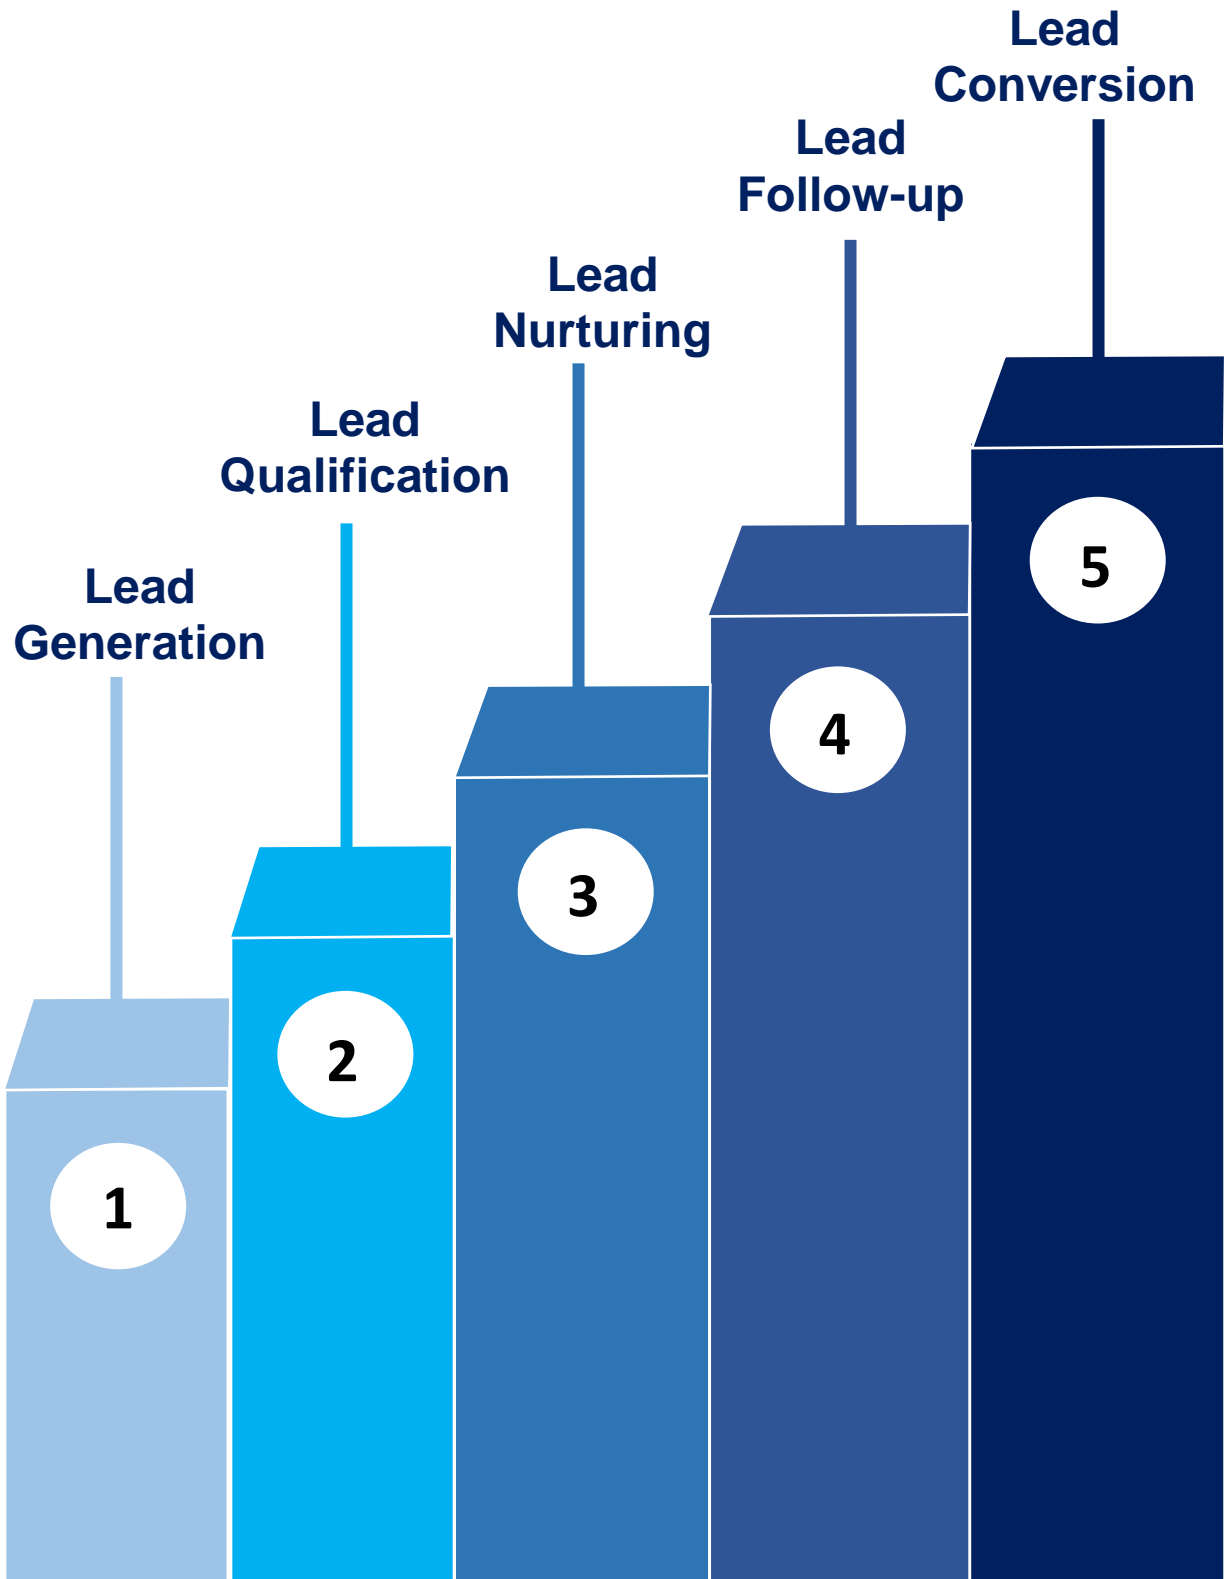 Lead
Conversion
Lead
Follow-up
Lead
Nurturing
Lead
Qualification
Lead
Generation
5
4
3
2
1